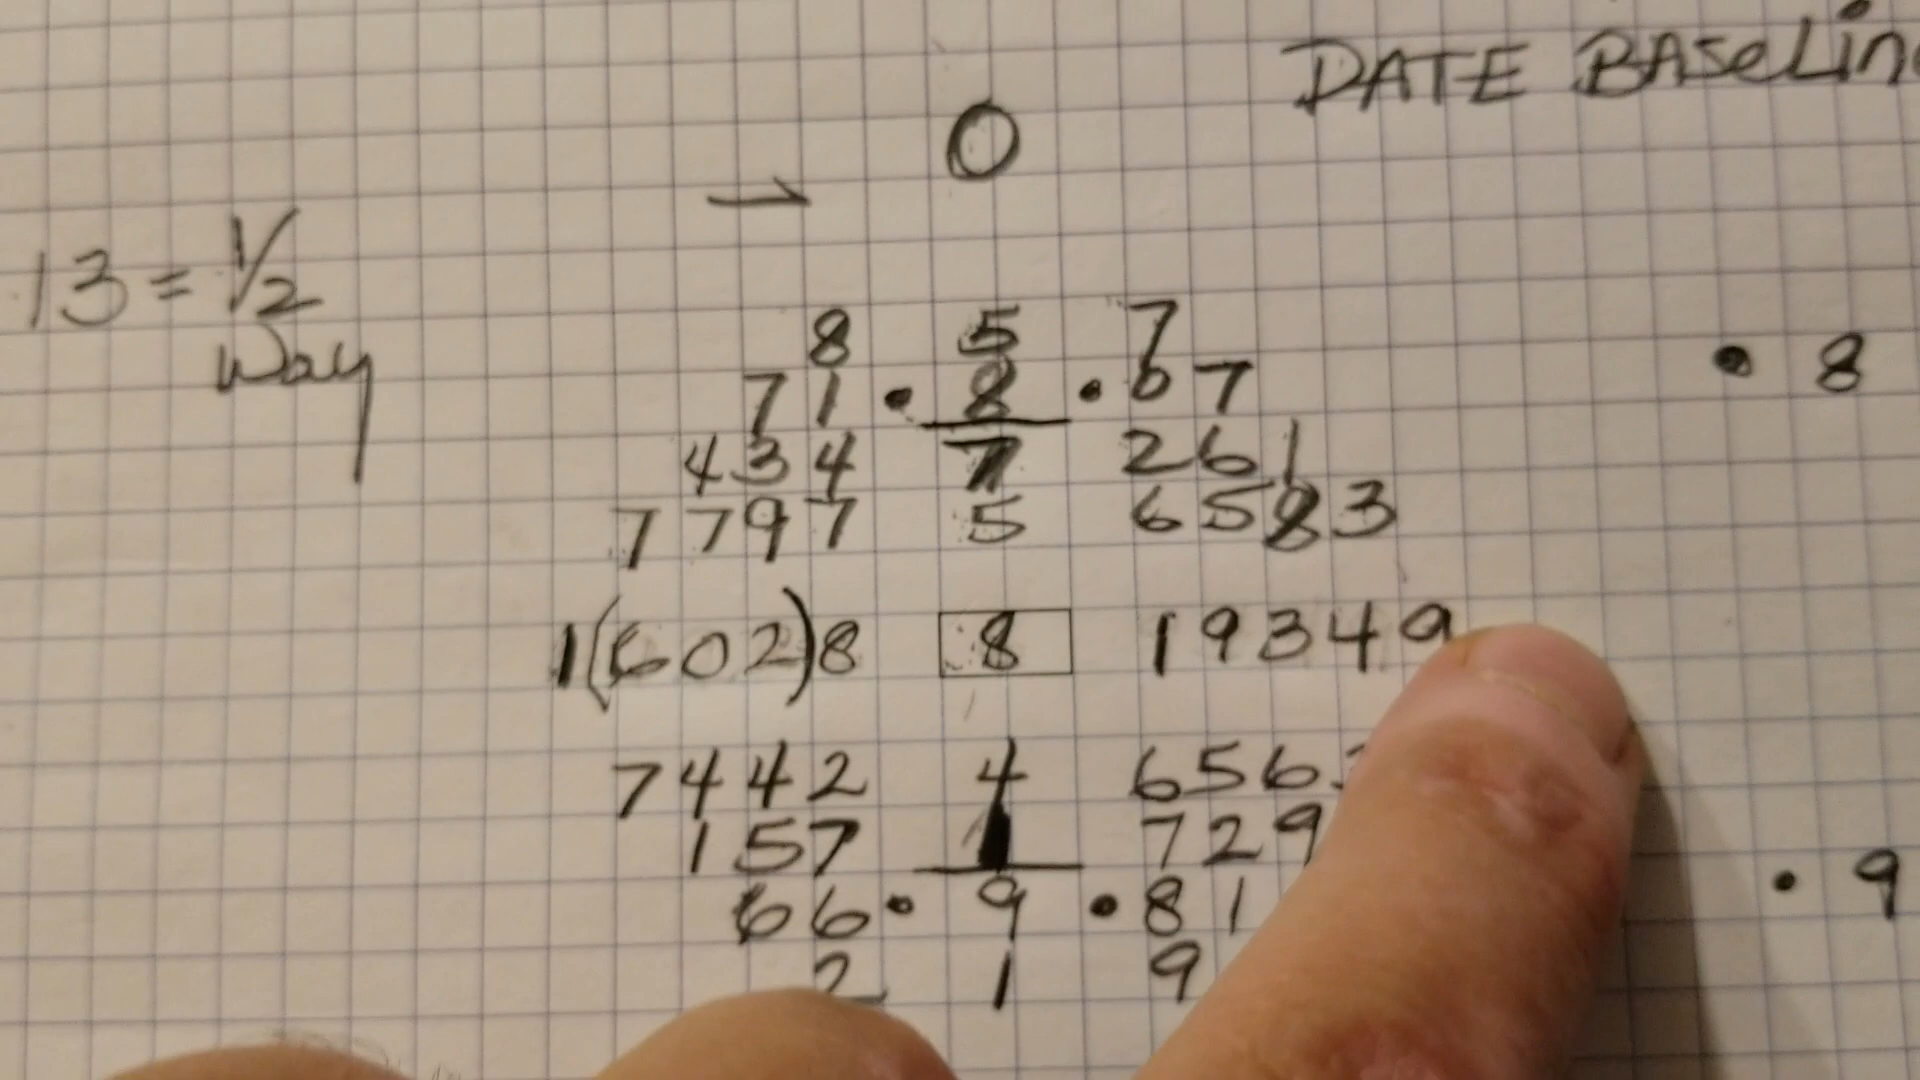 DATE BASeLin
O
13 = 1/2
Way
8 5 7
71 • 8 • 67
434 7 261
7797 5 6583
• 8
1(602)8 8 19349
7442 4 656
157 1 729
66 • 9 • 81
• 9
2 1 9